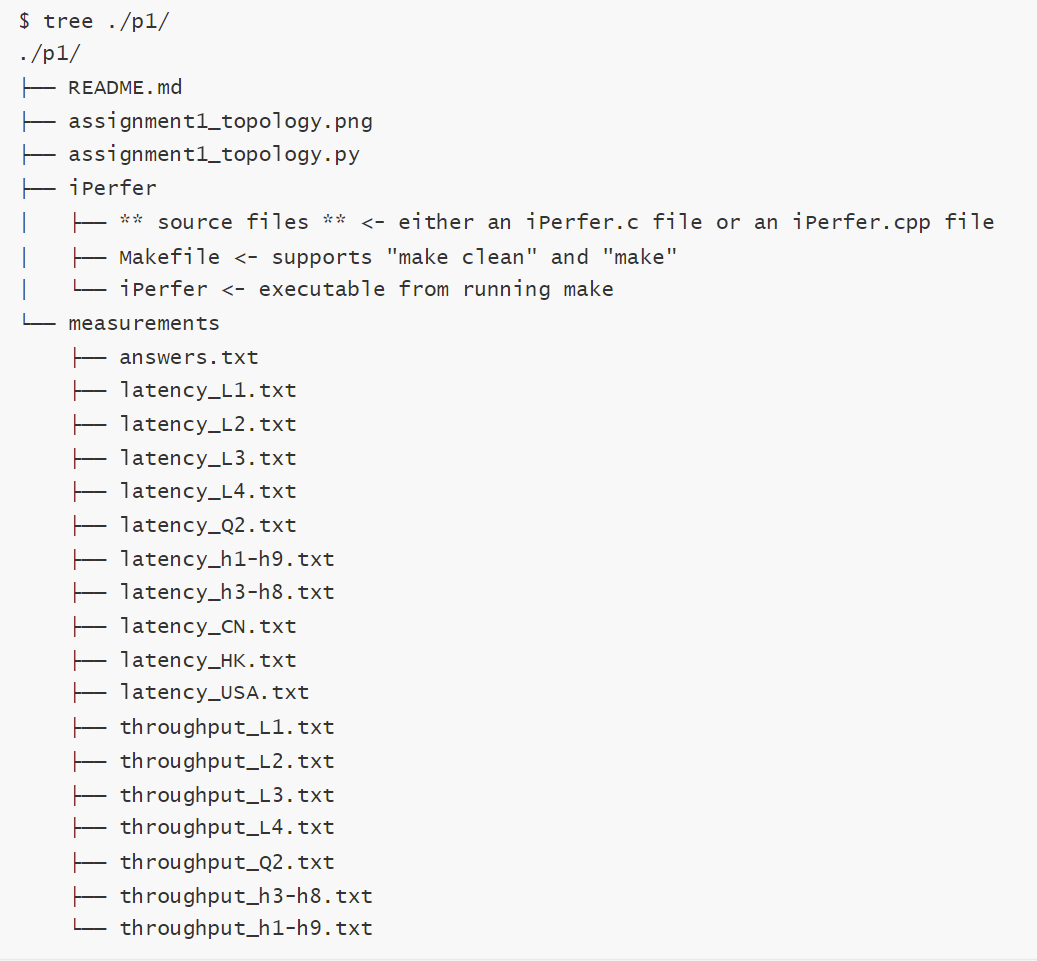 $ tree ./p1/
./p1/
├── README.md
├── assignment1_topology.png
├── assignment1_topology.py
├── iPerfer
│   ├── ** source files ** <- either an iPerfer.c file or an iPerfer.cpp file
│   ├── Makefile <- supports "make clean" and "make"
│   └── iPerfer <- executable from running make
└── measurements
    ├── answers.txt
    ├── latency_L1.txt
    ├── latency_L2.txt
    ├── latency_L3.txt
    ├── latency_L4.txt
    ├── latency_Q2.txt
    ├── latency_h1-h9.txt
    ├── latency_h3-h8.txt
    ├── latency_CN.txt
    ├── latency_HK.txt
    ├── latency_USA.txt
    ├── throughput_L1.txt
    ├── throughput_L2.txt
    ├── throughput_L3.txt
    ├── throughput_L4.txt
    ├── throughput_Q2.txt
    ├── throughput_h3-h8.txt
    └── throughput_h1-h9.txt